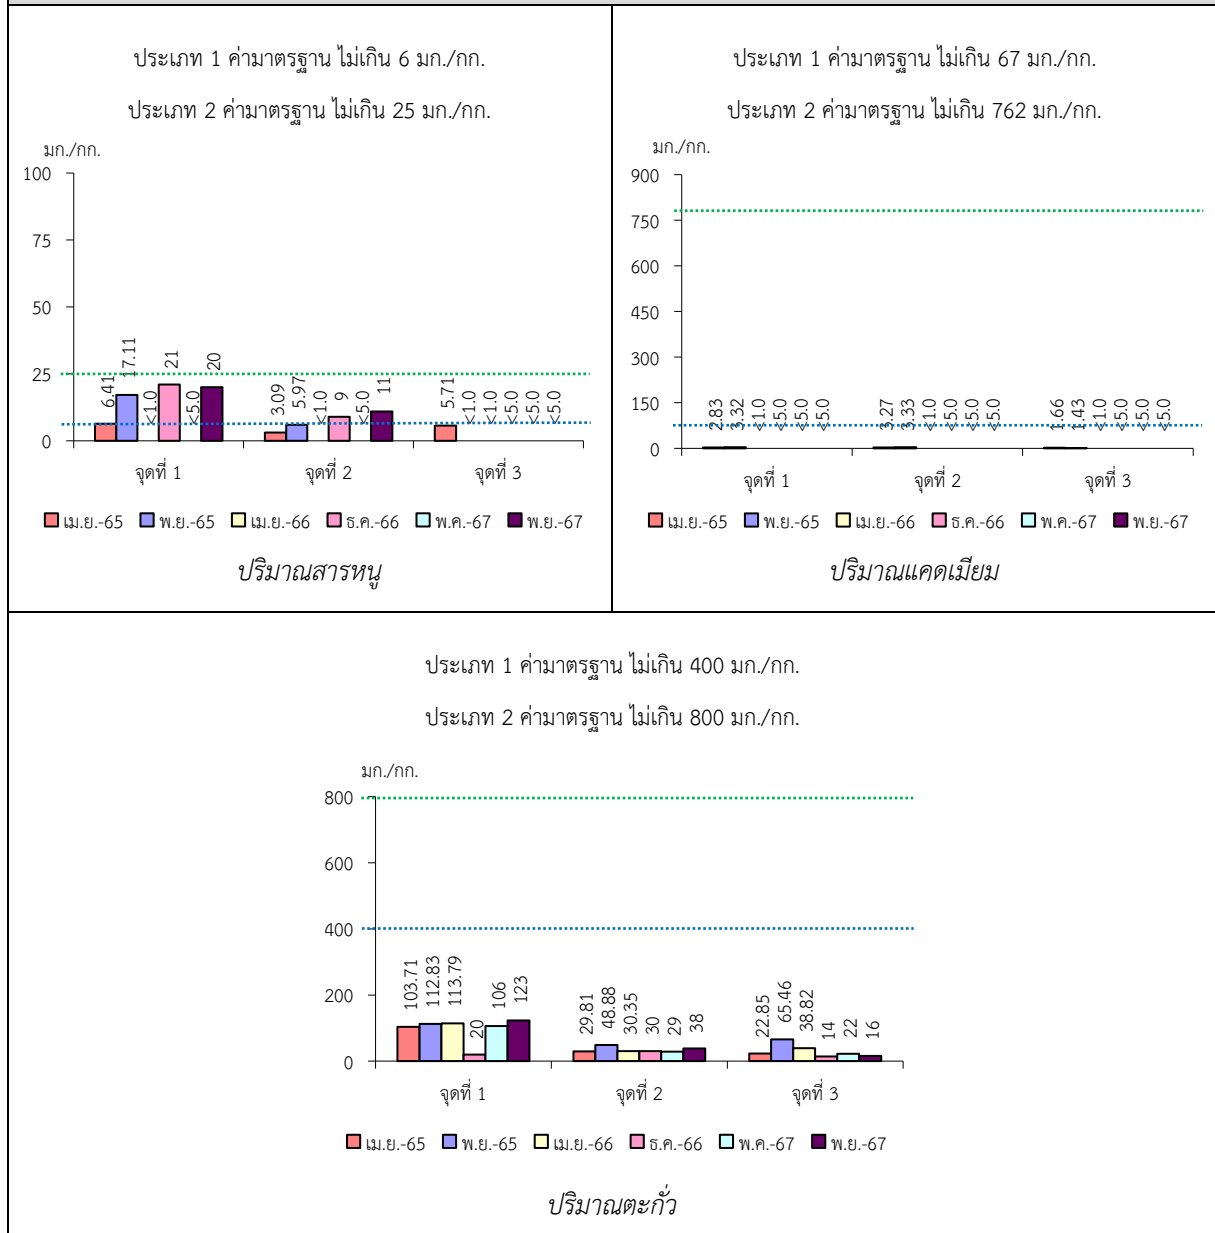 ประเภท 1 ค่ามาตรฐาน ไม่เกิน 6 มก./กก.
ประเภท 2 ค่ามาตรฐาน ไม่เกิน 25 มก./กก.
มก./กก.
100
75
50
25
0
6.41
17.11
<1.0
21
<5.0
20
3.09
5.97
<1.0
9
<5.0
11
5.71
<1.0
<1.0
<5.0
<5.0
<5.0
จุดที่ 1
จุดที่ 2
จุดที่ 3
เม.ย.-65 พ.ย.-65 เม.ย.-66 ธ.ค.-66 พ.ค.-67 พ.ย.-67
ปริมาณสารหนู
ประเภท 1 ค่ามาตรฐาน ไม่เกิน 67 มก./กก.
ประเภท 2 ค่ามาตรฐาน ไม่เกิน 762 มก./กก.
มก./กก.
900
750
600
450
300
150
0
2.83
3.32
<1.0
<5.0
<5.0
<5.0
3.27
3.33
<1.0
<5.0
<5.0
<5.0
1.66
1.43
<1.0
<5.0
<5.0
<5.0
จุดที่ 1
จุดที่ 2
จุดที่ 3
เม.ย.-65 พ.ย.-65 เม.ย.-66 ธ.ค.-66 พ.ค.-67 พ.ย.-67
ปริมาณแคดเมียม
ประเภท 1 ค่ามาตรฐาน ไม่เกิน 400 มก./กก.
ประเภท 2 ค่ามาตรฐาน ไม่เกิน 800 มก./กก.
มก./กก.
800
600
400
200
0
103.71
112.83
113.79
20
106
123
29.81
48.88
30.35
30
29
38
22.85
65.46
38.82
14
22
16
จุดที่ 1
จุดที่ 2
จุดที่ 3
เม.ย.-65 พ.ย.-65 เม.ย.-66 ธ.ค.-66 พ.ค.-67 พ.ย.-67
ปริมาณตะกั่ว